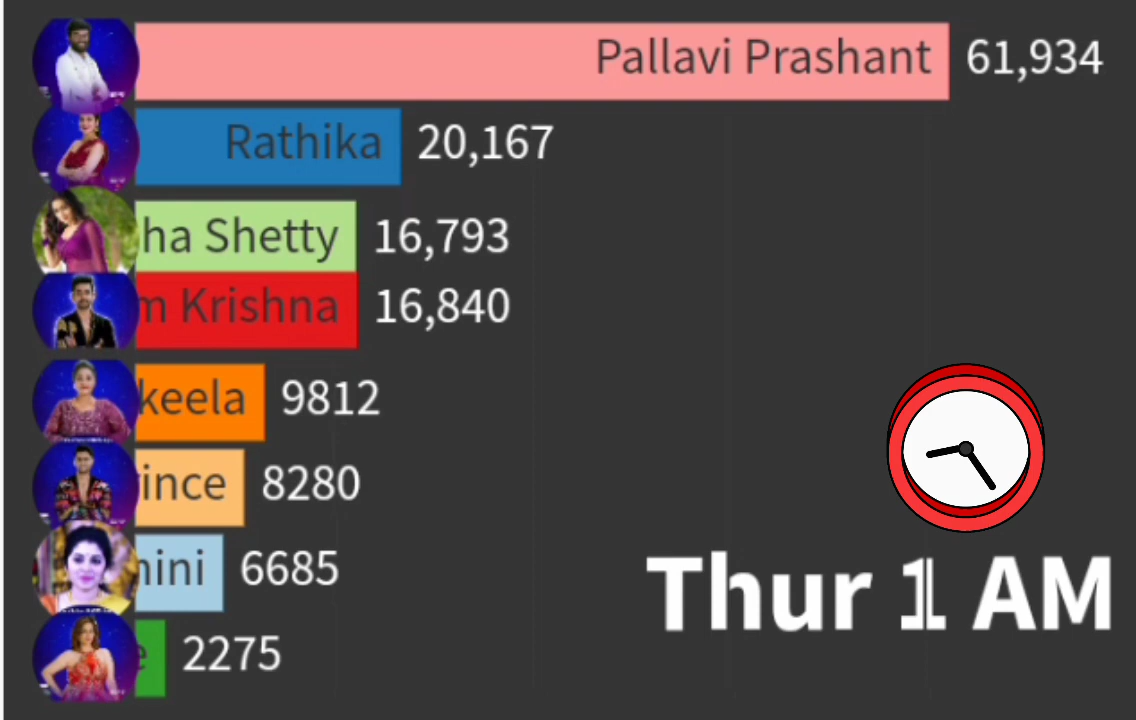 Pallavi Prashant 61,934
Rathika 20,167
ha Shetty 16,793
m Krishna 16,840
keela 9812
ince 8280
nini 6685
e 2275
Thur 1 AM